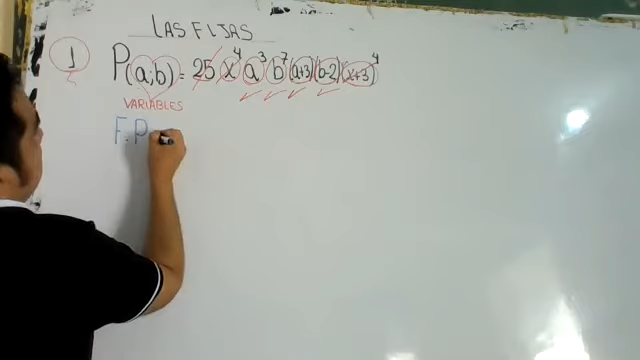 LAS FIJAS
1 P(a;b) = 25 x⁴ a³ b⁷ (a+3) (b-2) (x+3)⁴
VARIABLES
F.P